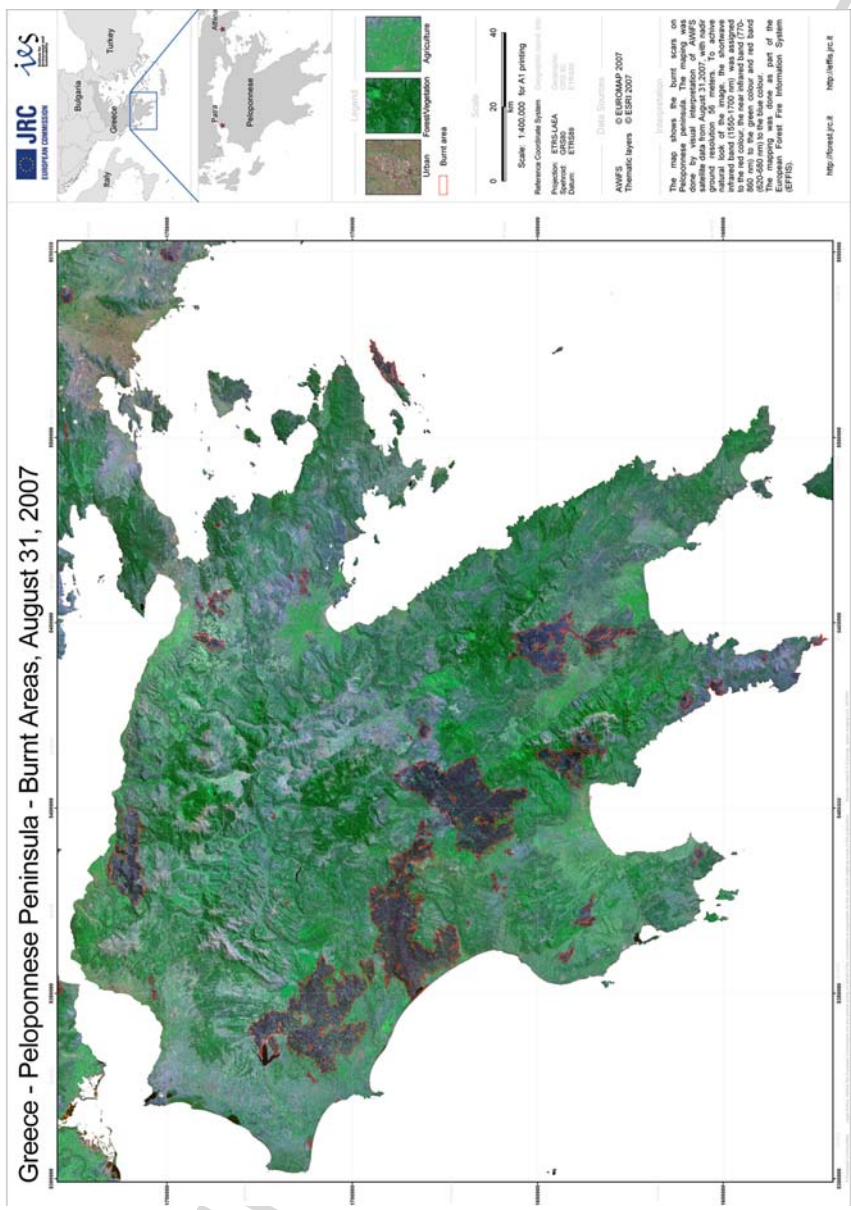 Greece - Peloponnese Peninsula - Burnt Areas, August 31, 2007
JRC
EUROPEAN COMMISSION
ies
Italy
Bulgaria
Greece
Turkey
Patra
Athina
Peloponnese
Legend
Urban
Forest/Vegetation
Agriculture
Burnt area
Scale
0 20 40
km
Scale: 1:400,000 for A1 printing
Reference Coordinate System
Projection: ETRS-LAEA
Spehroid: GRS80
Datum: ETRS89
Data Sources
AWiFS © EUROMAP 2007
Thematic layers © ESRI 2007
Interpretation
The map shows the burnt scars on
Peloponnese peninsula. The maping was
done by visual interpretation of AWiFS
satellite data from August 31,2007, with nadir
ground resolution 56 meters. To achive
natural look of the image, the shortwave
infrared band (1550-1700 nm) was assigned
to the red colour, the near infrared band (770-
860 nm) to the green colour and red band
(620-680 nm) to the blue colour.
The mapping was done as part of the
European Forest Fire Information System
(EFFIS).
http://forest.jrc.it http://effis.jrc.it